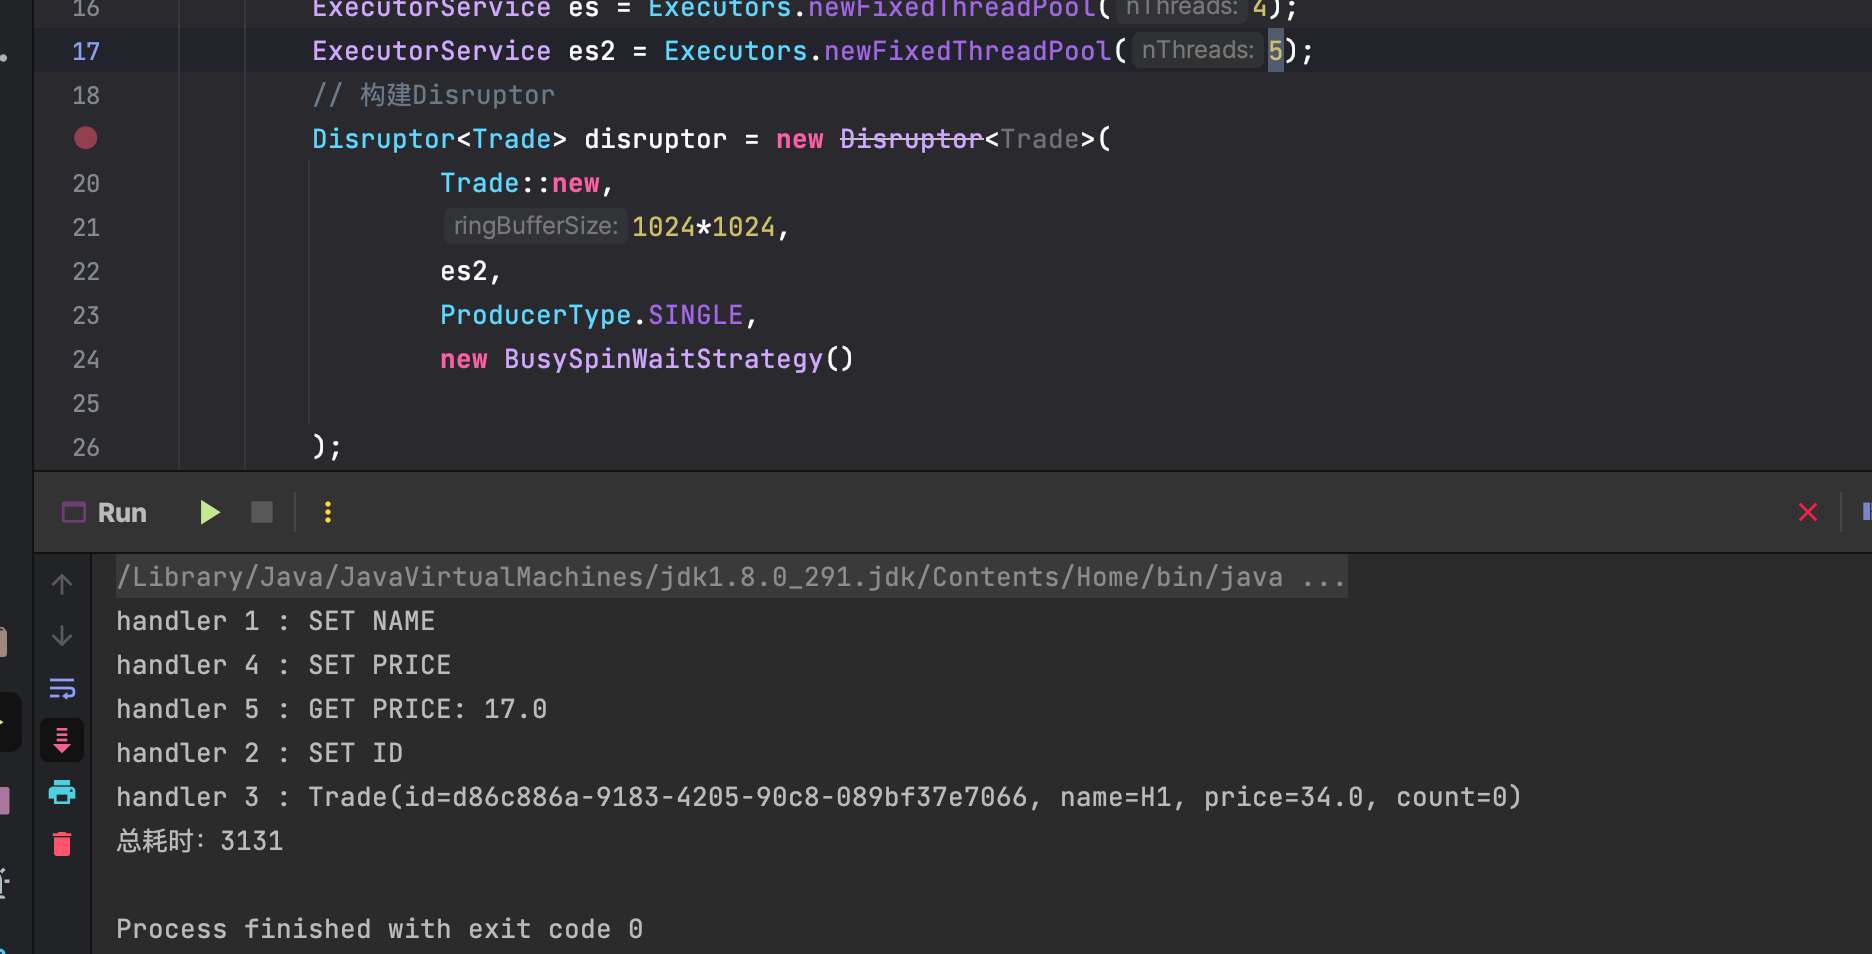 16 ExecutorService es = Executors.newFixedThreadPool( nThreads: 4);
17 ExecutorService es2 = Executors.newFixedThreadPool( nThreads: 5);
18 // 构建Disruptor
Disruptor<Trade> disruptor = new Disruptor<Trade>(
20 Trade::new,
21 ringBufferSize: 1024*1024,
22 es2,
23 ProducerType.SINGLE,
24 new BusySpinWaitStrategy()
25
26 );
Run
/Library/Java/JavaVirtualMachines/jdk1.8.0_291.jdk/Contents/Home/bin/java ...
handler 1 : SET NAME
handler 4 : SET PRICE
handler 5 : GET PRICE: 17.0
handler 2 : SET ID
handler 3 : Trade(id=d86c886a-9183-4205-90c8-089bf37e7066, name=H1, price=34.0, count=0)
总耗时：3131
Process finished with exit code 0